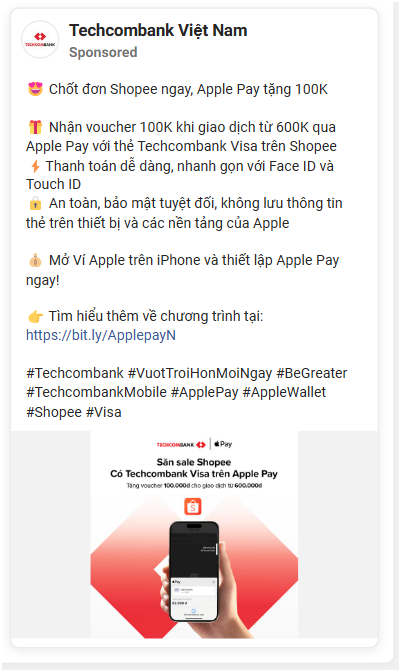 Techcombank Việt Nam
TECHCOMBANK
Sponsored
😍 Chốt đơn Shopee ngay, Apple Pay tặng 100K
🎁 Nhận voucher 100K khi giao dịch từ 600K qua
Apple Pay với thẻ Techcombank Visa trên Shopee
⚡ Thanh toán dễ dàng, nhanh gọn với Face ID và
Touch ID
🔒 An toàn, bảo mật tuyệt đối, không lưu thông tin
thẻ trên thiết bị và các nền tảng của Apple
💰 Mở Ví Apple trên iPhone và thiết lập Apple Pay
ngay!
👉 Tìm hiểu thêm về chương trình tại:
https://bit.ly/ApplepayN
#Techcombank #VuotTroiHonMoiNgay #BeGreater
#TechcombankMobile #ApplePay #AppleWallet
#Shopee #Visa
TECHCOMBANK | Pay
Săn sale Shopee
Có Techcombank Visa trên Apple Pay
Tặng voucher 100.000đ cho giao dịch từ 600.000đ
Pay